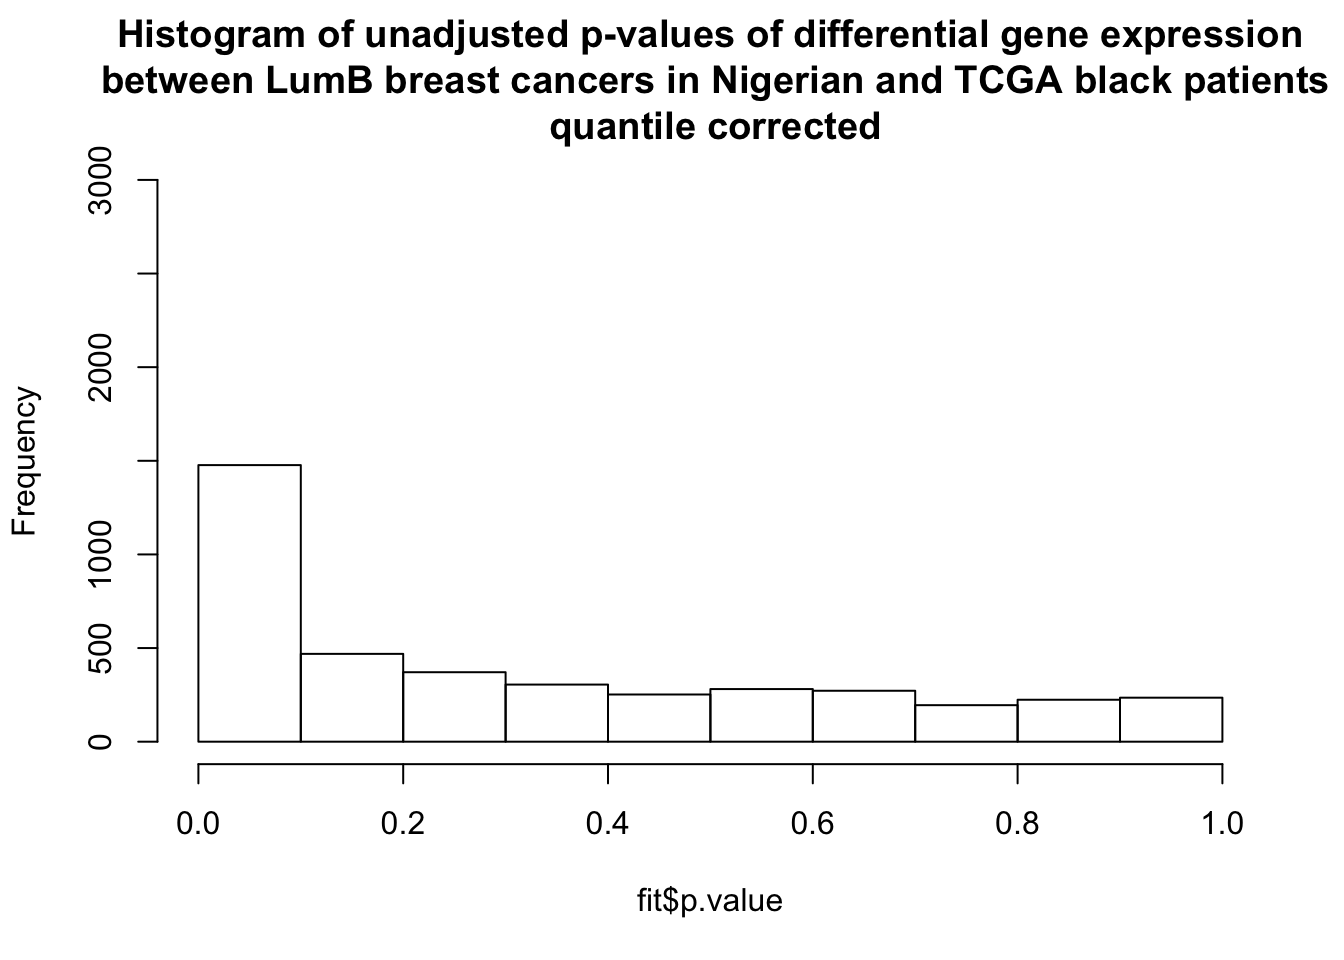 Histogram of unadjusted p-values of differential gene expression
between LumB breast cancers in Nigerian and TCGA black patients
quantile corrected
3000
2000
1000
500
0
Frequency
0.0 0.2 0.4 0.6 0.8 1.0
fit$p.value